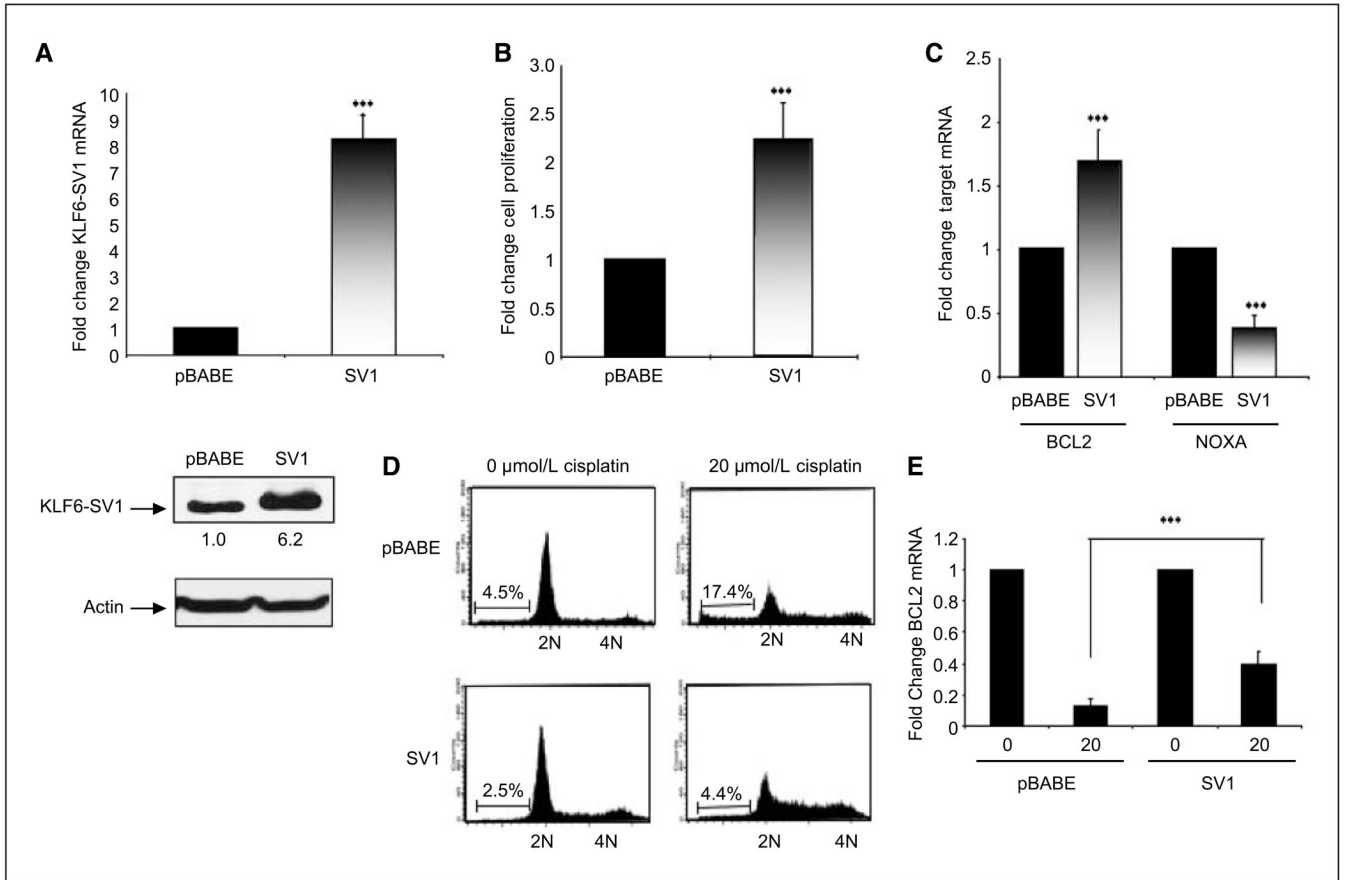 A
Fold change KLF6-SV1 mRNA
10
9
8
7
6
5
4
3
2
1
0
***
pBABE SV1
pBABE SV1
KLF6-SV1
1.0 6.2
Actin
B
Fold change cell proliferation
3.0
2.5
2
1.5
1
0.5
0
***
pBABE SV1
C
Fold change target mRNA
2.5
2
1.5
1
0.5
0
***
***
pBABE SV1 pBABE SV1
BCL2 NOXA
D
0 µmol/L cisplatin 20 µmol/L cisplatin
pBABE
4.5% 17.4%
2N 4N 2N 4N
SV1
2.5% 4.4%
2N 4N 2N 4N
E
Fold Change BCL2 mRNA
1.2
1
0.8
0.6
0.4
0.2
0
***
0 20 0 20
pBABE SV1